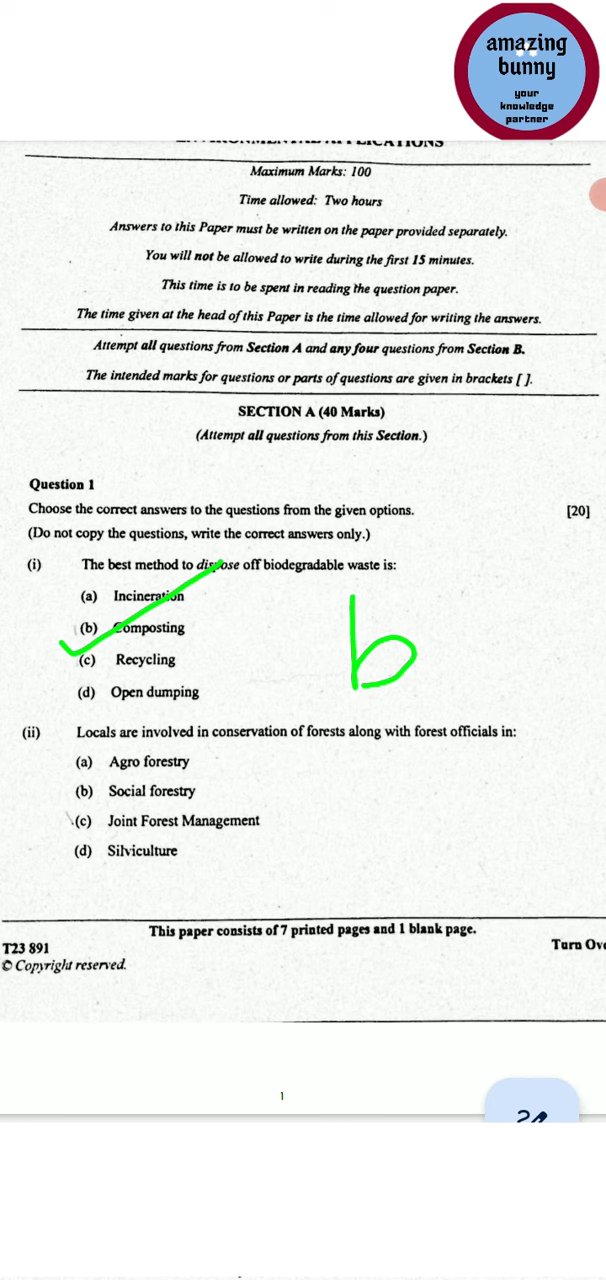 amazing
bunny
your
knowledge
partner
ENVIRONMENTAL APPLICATIONS
Maximum Marks: 100
Time allowed: Two hours
Answers to this Paper must be written on the paper provided separately.
You will not be allowed to write during the first 15 minutes.
This time is to be spent in reading the question paper.
The time given at the head of this Paper is the time allowed for writing the answers.
Attempt all questions from Section A and any four questions from Section B.
The intended marks for questions or parts of questions are given in brackets [ ].
SECTION A (40 Marks)
(Attempt all questions from this Section.)
Question 1
Choose the correct answers to the questions from the given options. [20]
(Do not copy the questions, write the correct answers only.)
(i) The best method to dispose off biodegradable waste is:
(a) Incineration
(b) Composting
b
(c) Recycling
(d) Open dumping
(ii) Locals are involved in conservation of forests along with forest officials in:
(a) Agro forestry
(b) Social forestry
(c) Joint Forest Management
(d) Silviculture
This paper consists of 7 printed pages and 1 blank page.
T23 891 Turn Ove
© Copyright reserved.
1